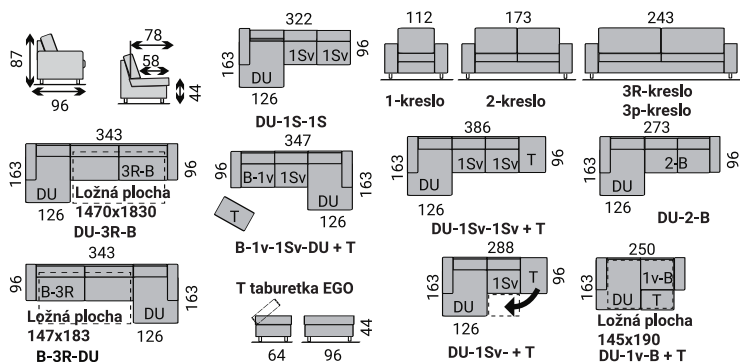 87
96
78
58
44
322
163
DU
1Sv
1Sv
96
126
DU-1S-1S
112
1-kreslo
173
2-kreslo
243
3R-kreslo
3p-kreslo
343
163
DU
3R-B
96
Ložná plocha
126
1470x1830
DU-3R-B
347
96
B-1v
1Sv
DU
163
T
126
B-1v-1Sv-DU + T
386
163
DU
1Sv
1Sv
T
96
126
DU-1Sv-1Sv + T
273
163
DU
2-B
96
126
DU-2-B
343
96
B-3R
DU
163
Ložná plocha
147x183
126
B-3R-DU
T taburetka EGO
64
96
44
288
163
DU
1Sv
T
96
126
DU-1Sv- + T
250
163
DU
1v-B
T
Ložná plocha
145x190
DU-1v-B + T